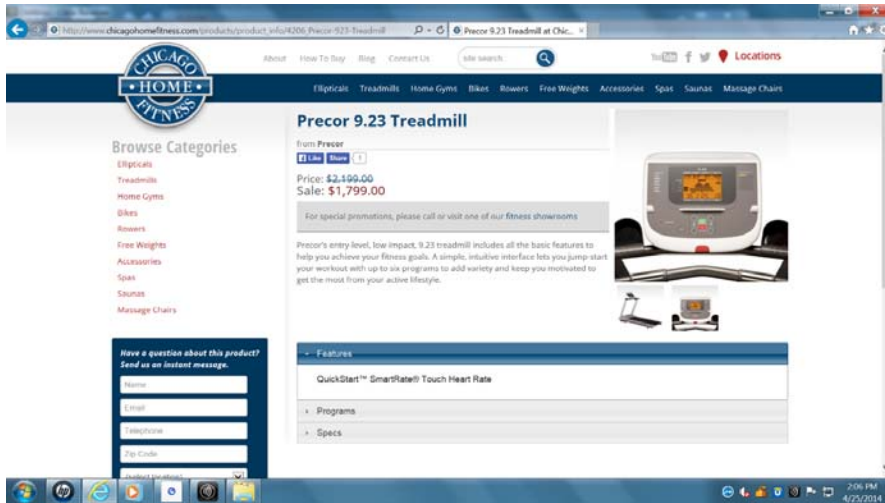 http://www.chicagohomefitness.com/products/product_info/4206_Precor-923-Treadmill
Precor 9.23 Treadmill at Chic...
CHICAGO
HOME
FITNESS
About How To Buy Blog Contact Us site search
YouTube Locations
Ellipticals Treadmills Home Gyms Bikes Rowers Free Weights Accessories Spas Saunas Massage Chairs
Browse Categories
Ellipticals
Treadmills
Home Gyms
Bikes
Rowers
Free Weights
Accessories
Spas
Saunas
Massage Chairs
Have a question about this product?
Send us an instant message.
Name
Email
Telephone
Zip Code
Precor 9.23 Treadmill
from Precor
Like Share
Price: $2,199.00
Sale: $1,799.00
For special promotions, please call or visit one of our fitness showrooms
Precor's entry level, low impact, 9.23 treadmill includes all the basic features to
help you achieve your fitness goals. A simple, intuitive interface lets you jump start
your workout with up to six programs to add variety and keep you motivated to
get the most from your active lifestyle.
Features
QuickStart™ SmartRate® Touch Heart Rate
Programs
Specs
2:06 PM
4/25/2014